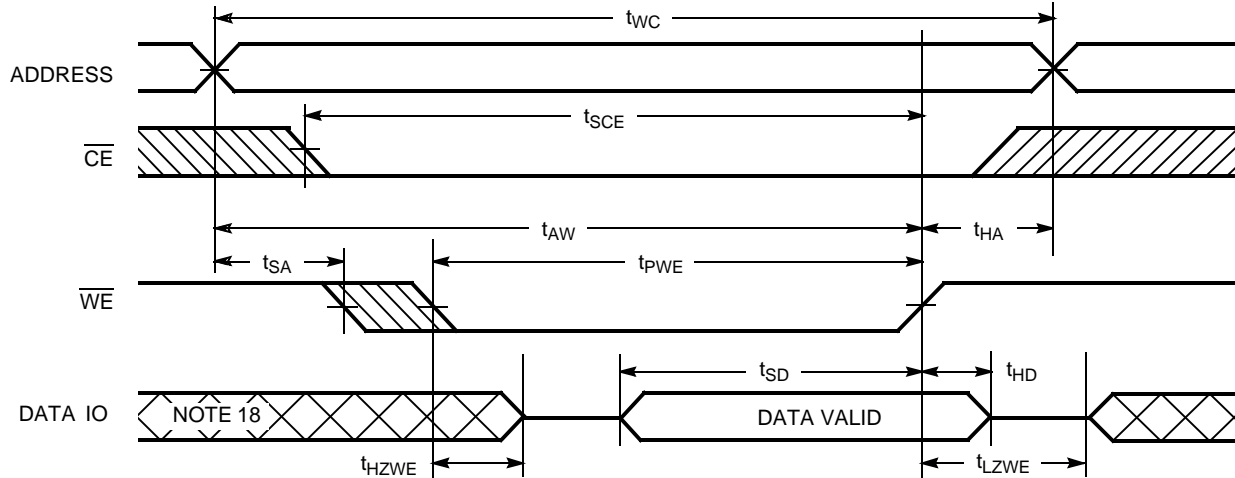 tWC
ADDRESS
tSCE
CE
tAW
tHA
tSA
tPWE
WE
tSD
tHD
DATA IO
NOTE 18
DATA VALID
tHZWE
tLZWE